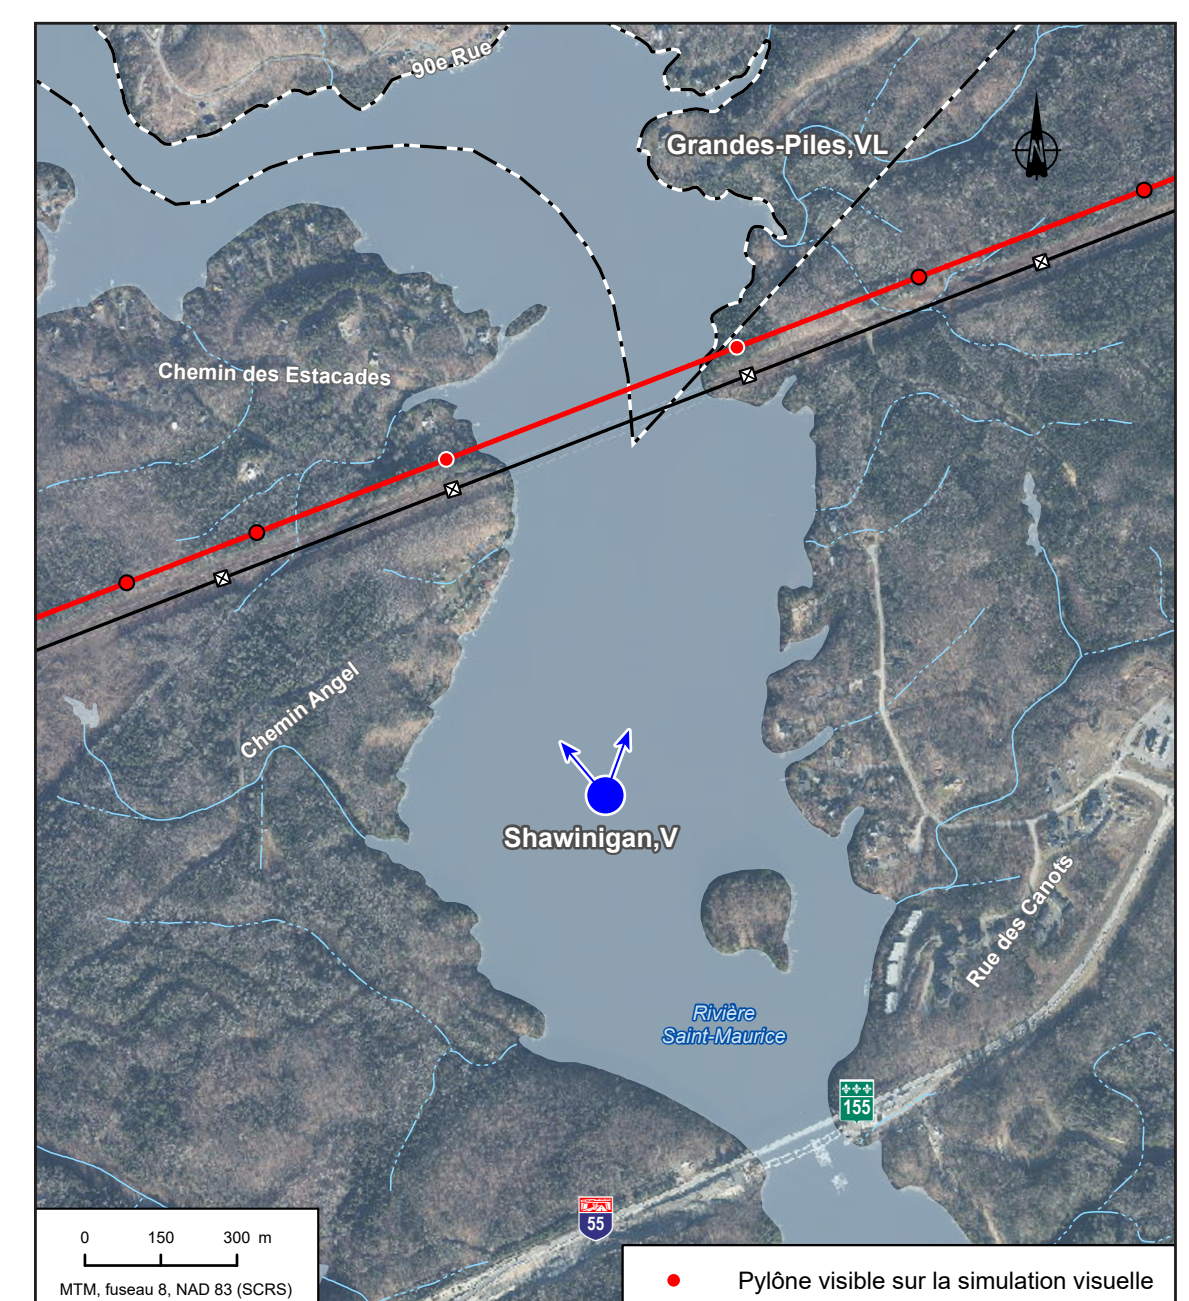 90e Rue
Grandes-Piles,VL
Chemin des Estacades
Chemin Angel
Shawinigan,V
Rue des Canots
Rivière
Saint-Maurice
155
55
0 150 300 m
MTM, fuseau 8, NAD 83 (SCRS)
Pylône visible sur la simulation visuelle